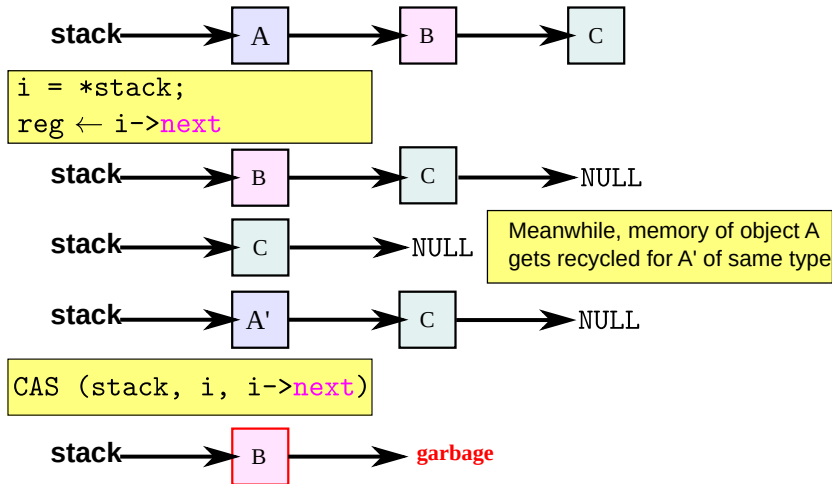 stack A B C
i = *stack;
reg ← i->next
stack B C NULL
stack C NULL
Meanwhile, memory of object A
gets recycled for A' of same type
stack A' C NULL
CAS (stack, i, i->next)
stack B garbage